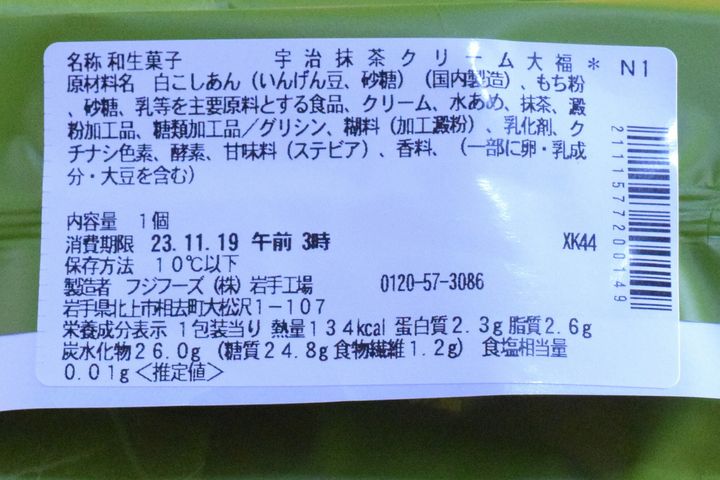 名称 和生菓子 宇治抹茶クリーム大福* N1
原材料名 白こしあん(いんげん豆、砂糖)(国内製造)、もち粉
、砂糖、乳等を主要原料とする食品、クリーム、水あめ、抹茶、澱
粉加工品、糖類加工品/グリシン、糊料(加工澱粉)、乳化剤、ク
チナシ色素、酵素、甘味料(ステビア)、香料、(一部に卵・乳成
分・大豆を含む)
内容量 1個
消費期限 23.11.19 午前 3時 XK44
保存方法 10℃以下
製造者 フジフーズ(株)岩手工場 0120-57-3086
岩手県北上市相去町大松沢1-107
栄養成分表示 1包装当り 熱量134kcal 蛋白質2.3g 脂質2.6g
炭水化物26.0g (糖質24.8g 食物繊維1.2g) 食塩相当量
0.01g<推定値>
2111577200149